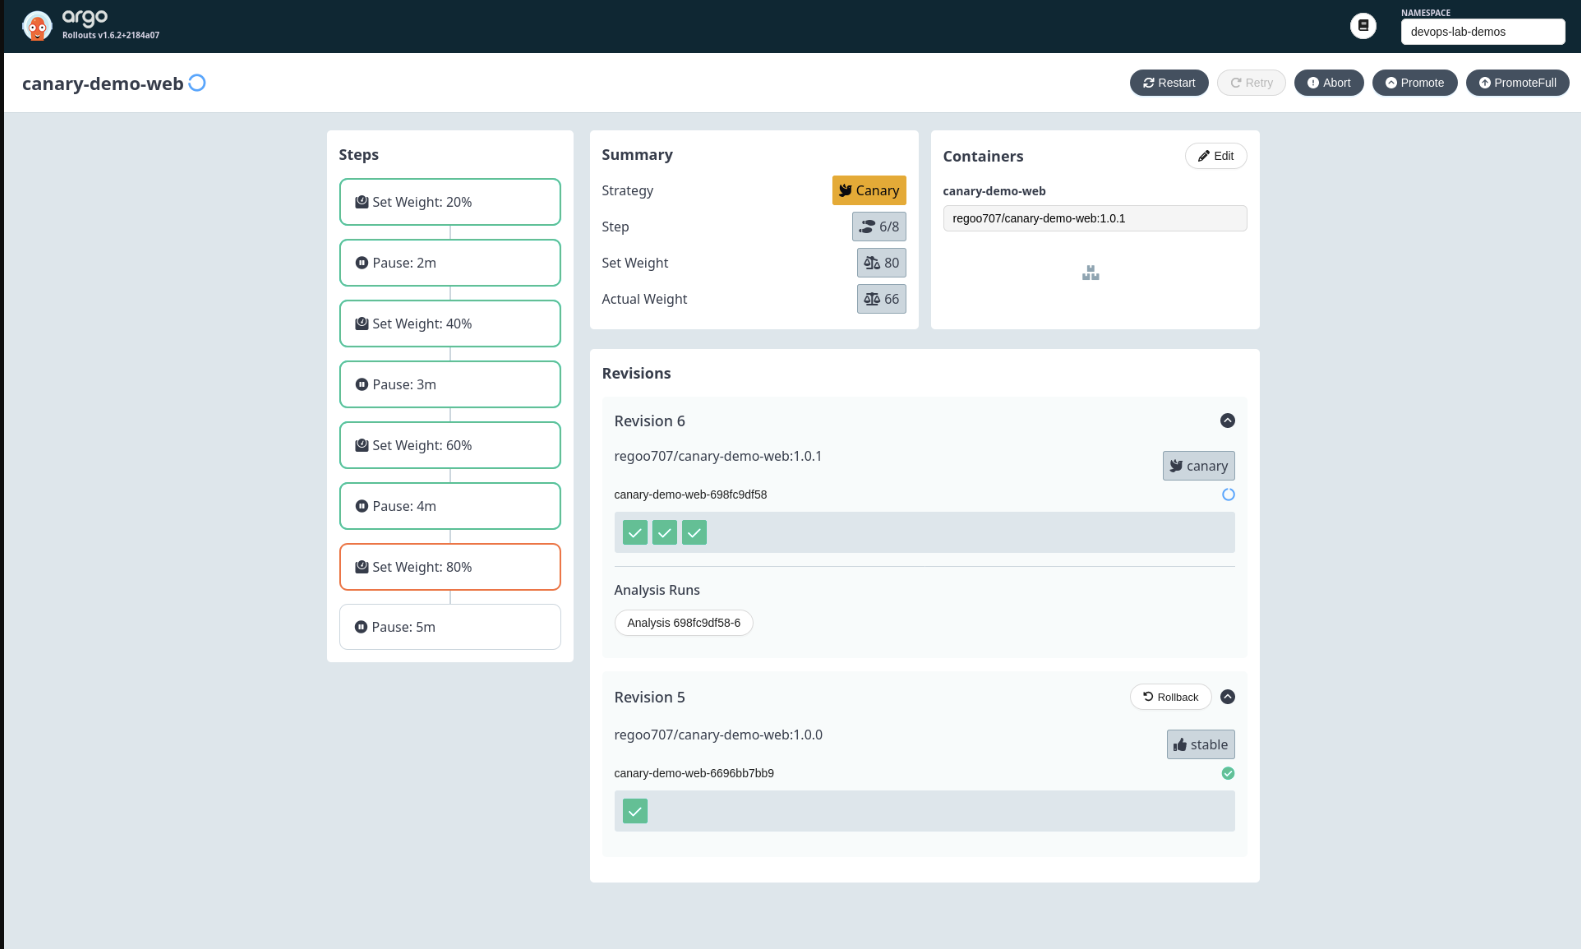 argo
Rollouts v1.6.2+2184a07
NAMESPACE
devops-lab-demos
canary-demo-web
Restart
Retry
Abort
Promote
PromoteFull
Steps
Set Weight: 20%
Pause: 2m
Set Weight: 40%
Pause: 3m
Set Weight: 60%
Pause: 4m
Set Weight: 80%
Pause: 5m
Summary
Strategy Canary
Step 6/8
Set Weight 80
Actual Weight 66
Containers
Edit
canary-demo-web
regoo707/canary-demo-web:1.0.1
Revisions
Revision 6
regoo707/canary-demo-web:1.0.1
canary
canary-demo-web-698fc9df58
Analysis Runs
Analysis 698fc9df58-6
Revision 5
Rollback
regoo707/canary-demo-web:1.0.0
stable
canary-demo-web-6696bb7bb9